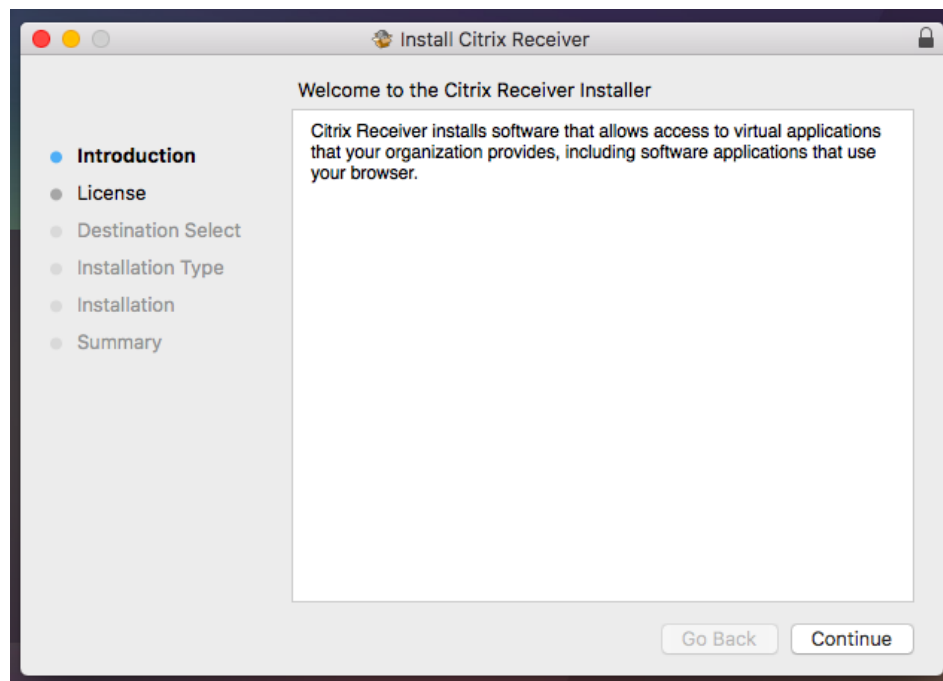 Install Citrix Receiver
Welcome to the Citrix Receiver Installer
Introduction
License
Destination Select
Installation Type
Installation
Summary
Citrix Receiver installs software that allows access to virtual applications
that your organization provides, including software applications that use
your browser.
Go Back
Continue